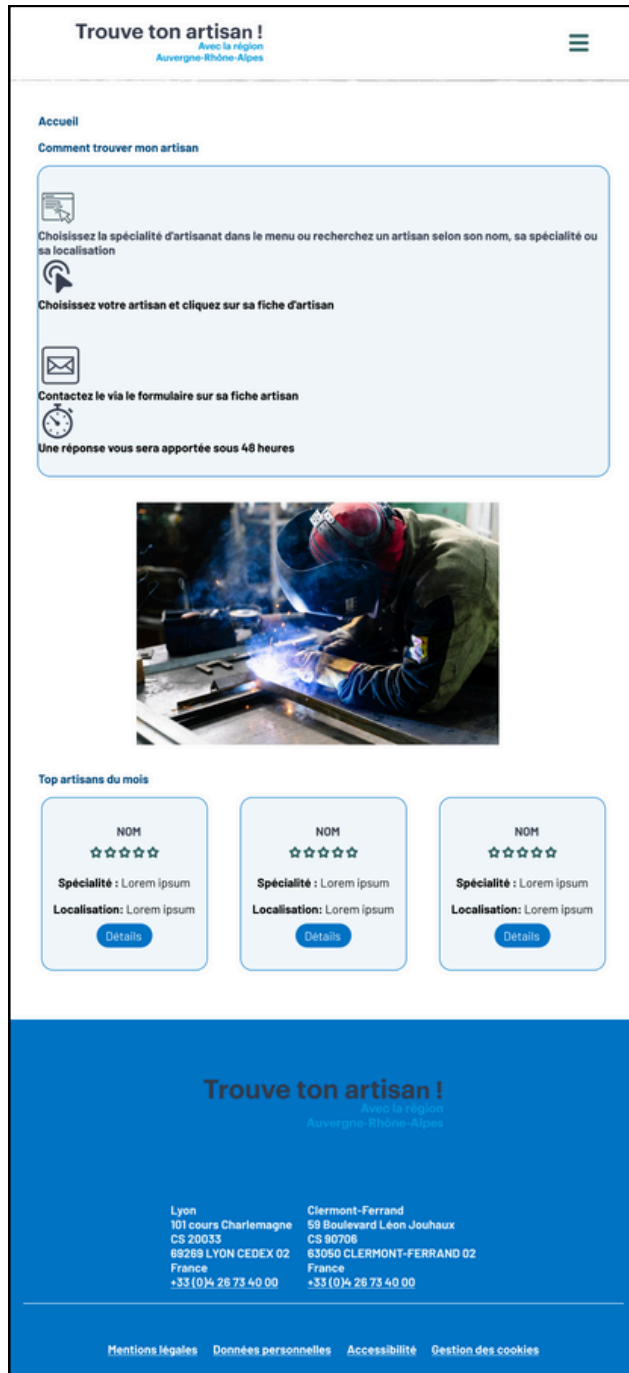 Trouve ton artisan !
Avec la région
Auvergne-Rhône-Alpes
Accueil
Comment trouver mon artisan
Choisissez la spécialité d'artisanat dans le menu ou recherchez un artisan selon son nom, sa spécialité ou
sa localisation
Choisissez votre artisan et cliquez sur sa fiche d'artisan
Contactez le via le formulaire sur sa fiche artisan
Une réponse vous sera apportée sous 48 heures
Top artisans du mois
NOM
Spécialité : Lorem ipsum
Localisation: Lorem ipsum
Détails
NOM
Spécialité : Lorem ipsum
Localisation: Lorem ipsum
Détails
NOM
Spécialité : Lorem ipsum
Localisation: Lorem ipsum
Détails
Trouve ton artisan !
Avec la région
Auvergne-Rhône-Alpes
Lyon
101 cours Charlemagne
CS 20033
69269 LYON CEDEX 02
France
+33 (0)4 26 73 40 00
Clermont-Ferrand
59 Boulevard Léon Jouhaux
CS 90706
63050 CLERMONT-FERRAND 02
France
+33 (0)4 26 73 40 00
Mentions légales Données personnelles Accessibilité Gestion des cookies